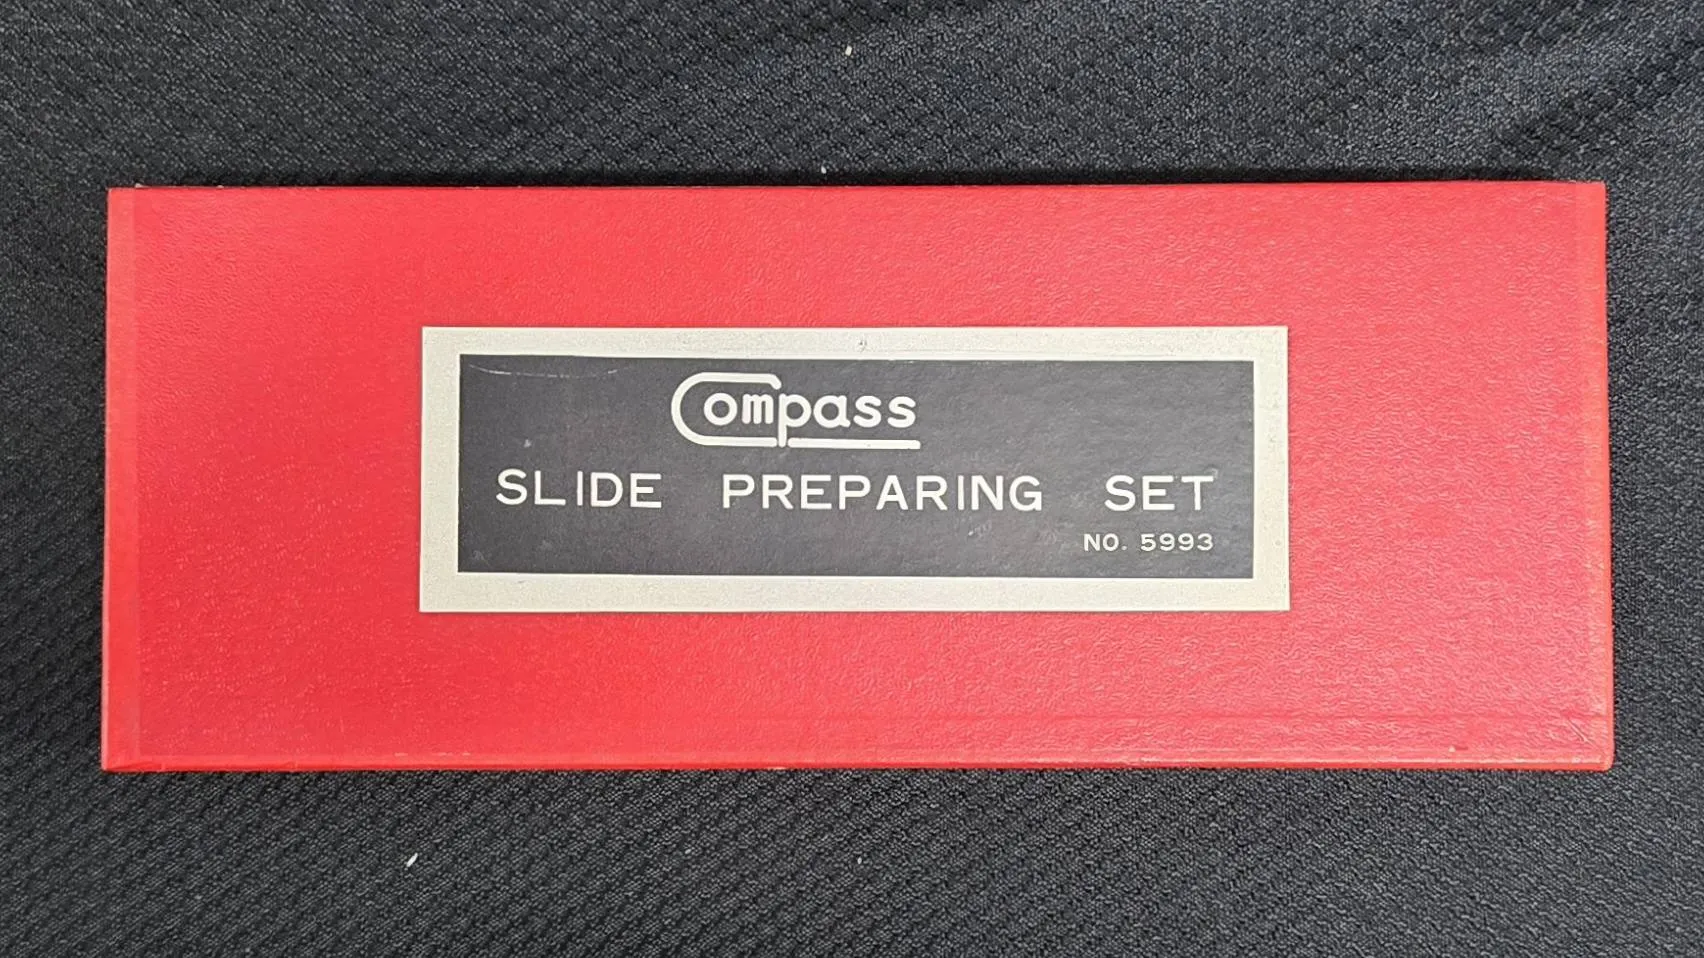 Compass
SLIDE PREPARING SET
NO. 5993